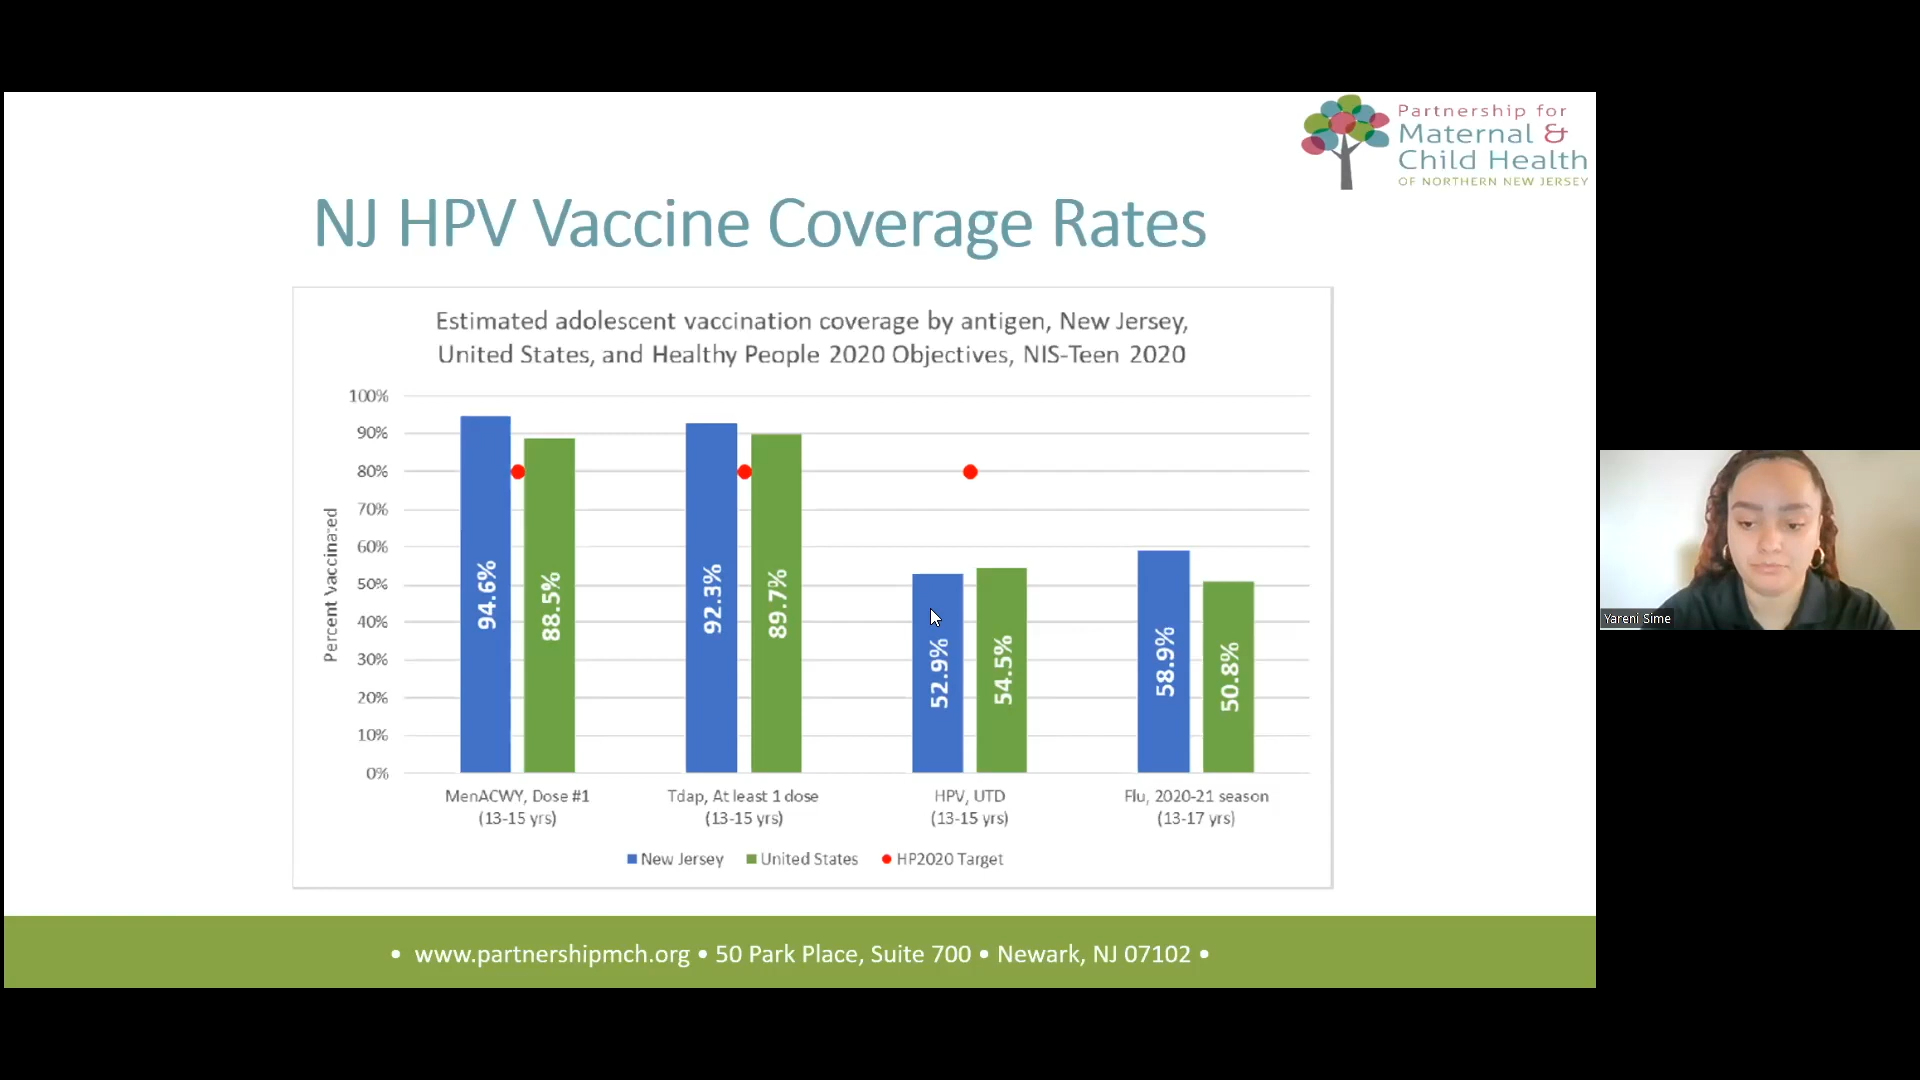 Partnership for
Maternal &
Child Health
OF NORTHERN NEW JERSEY
NJ HPV Vaccine Coverage Rates
Estimated adolescent vaccination coverage by antigen, New Jersey,
United States, and Healthy People 2020 Objectives, NIS-Teen 2020
Percent Vaccinated
100%
90%
80%
70%
60%
50%
40%
30%
20%
10%
0%
94.6%
88.5%
92.3%
89.7%
52.9%
54.5%
58.9%
50.8%
MenACWY, Dose #1
(13-15 yrs)
Tdap, At least 1 dose
(13-15 yrs)
HPV, UTD
(13-15 yrs)
Flu, 2020-21 season
(13-17 yrs)
New Jersey
United States
HP2020 Target
• www.partnershipmch.org • 50 Park Place, Suite 700 • Newark, NJ 07102 •
Yareni Sime